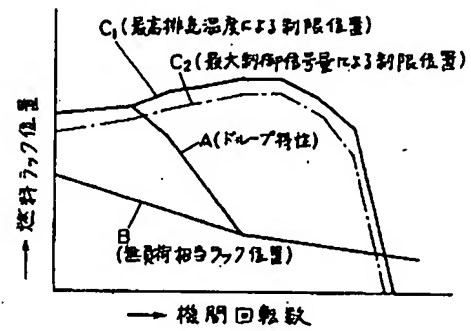 C₁(最高排気温度による制限位置)
C₂(最大制御信号量による制限位置)
A(ドループ特性)
B
(無負荷相当ラック位置)
→ 燃料ラック位置
→ 機関回転数